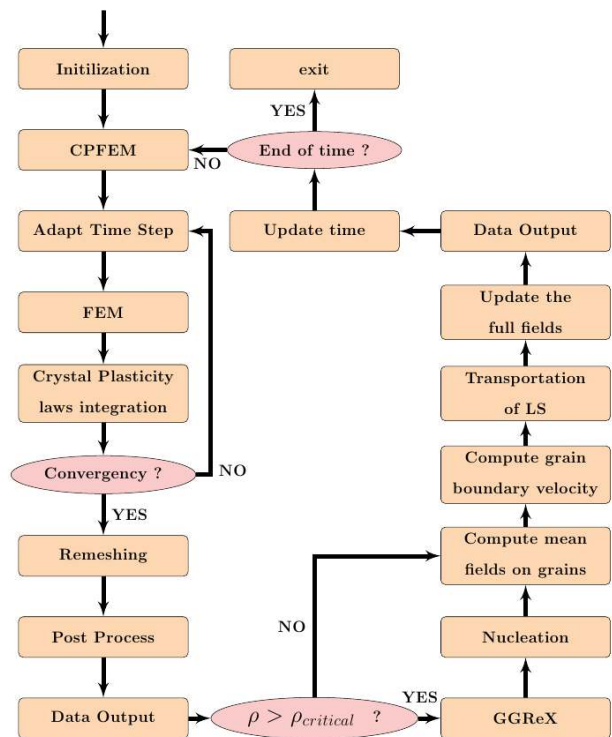 Initilization
exit
YES
CPFEM
NO
End of time ?
Adapt Time Step
Update time
Data Output
FEM
Update the
full fields
Crystal Plasticity
laws integration
Transportation
of LS
Convergency ?
NO
Compute grain
boundary velocity
YES
Remeshing
Compute mean
fields on grains
NO
Post Process
Nucleation
Data Output
ρ > ρcritical ?
YES
GGReX